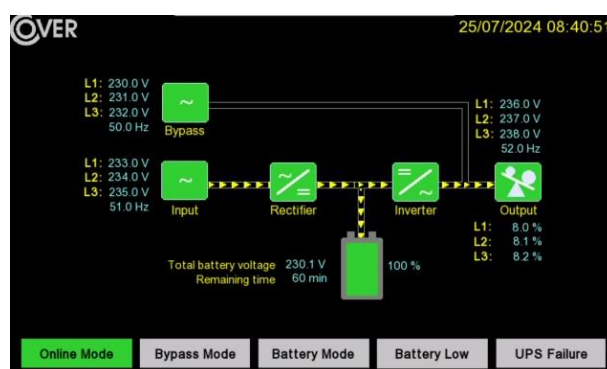 OVER
25/07/2024 08:40:51
L1: 230.0 V
L2: 231.0 V
L3: 232.0 V
50.0 Hz
Bypass
L1: 236.0 V
L2: 237.0 V
L3: 238.0 V
52.0 Hz
L1: 233.0 V
L2: 234.0 V
L3: 235.0 V
51.0 Hz
Input
Rectifier
Inverter
Output
L1: 8.0 %
L2: 8.1 %
L3: 8.2 %
Total battery voltage 230.1 V
Remaining time 60 min
100 %
Online Mode
Bypass Mode
Battery Mode
Battery Low
UPS Failure